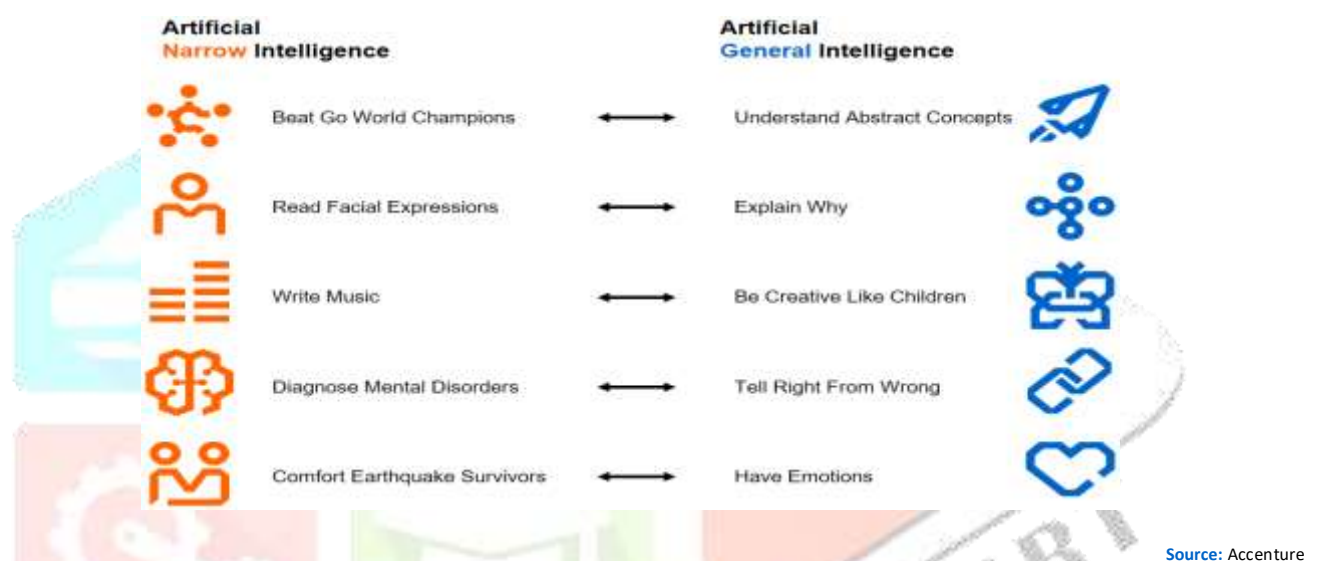 Artificial
Narrow Intelligence
Artificial
General Intelligence
Beat Go World Champions
Understand Abstract Concepts
Read Facial Expressions
Explain Why
Write Music
Be Creative Like Children
Diagnose Mental Disorders
Tell Right From Wrong
Comfort Earthquake Survivors
Have Emotions
Source: Accenture